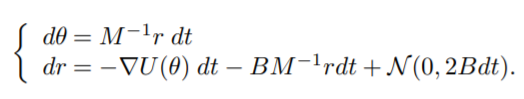 dθ = M⁻¹r dt
dr = −∇U(θ) dt − BM⁻¹rdt + 𝒩(0, 2Bdt).